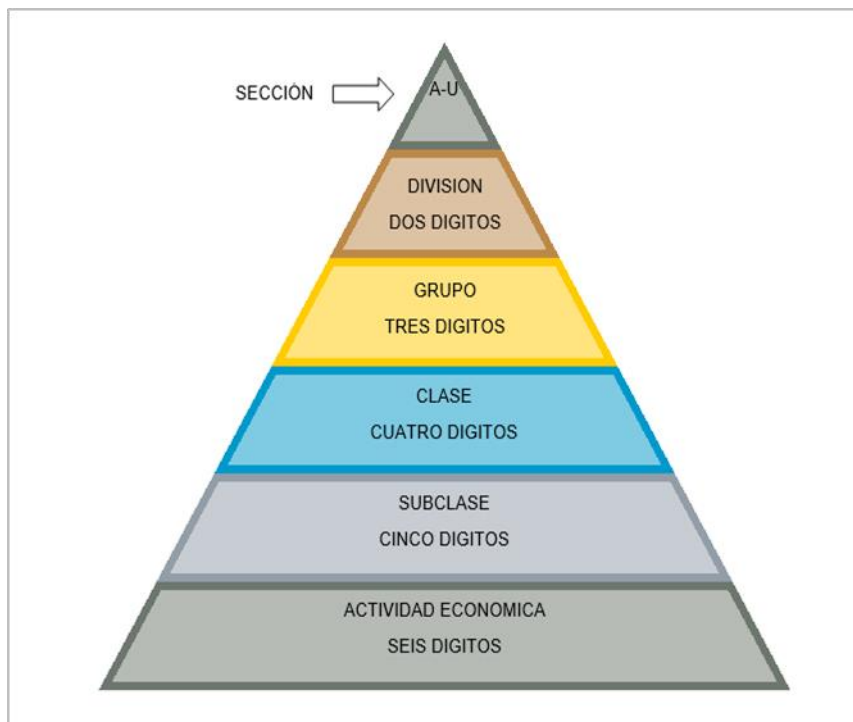 SECCIÓN
A-U
DIVISION
DOS DIGITOS
GRUPO
TRES DIGITOS
CLASE
CUATRO DIGITOS
SUBCLASE
CINCO DIGITOS
ACTIVIDAD ECONOMICA
SEIS DIGITOS